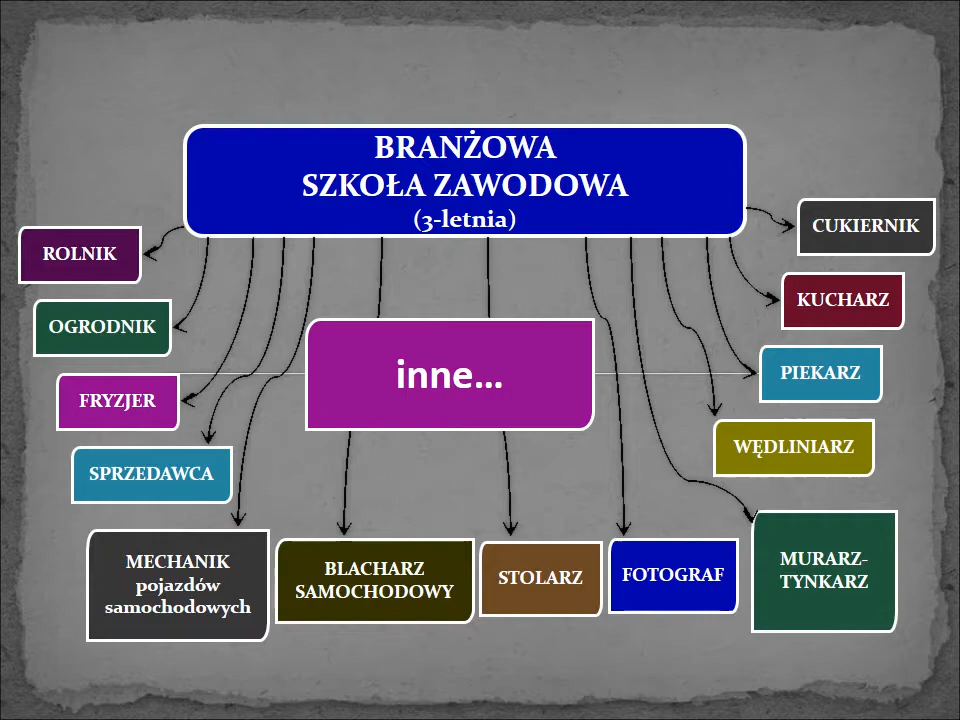 BRANŻOWA
SZKOŁA ZAWODOWA
(3-letnia)
CUKIERNIK
ROLNIK
KUCHARZ
OGRODNIK
inne...
PIEKARZ
FRYZJER
WĘDLINIARZ
SPRZEDAWCA
MECHANIK
pojazdów
samochodowych
BLACHARZ
SAMOCHODOWY
STOLARZ
FOTOGRAF
MURARZ-
TYNKARZ